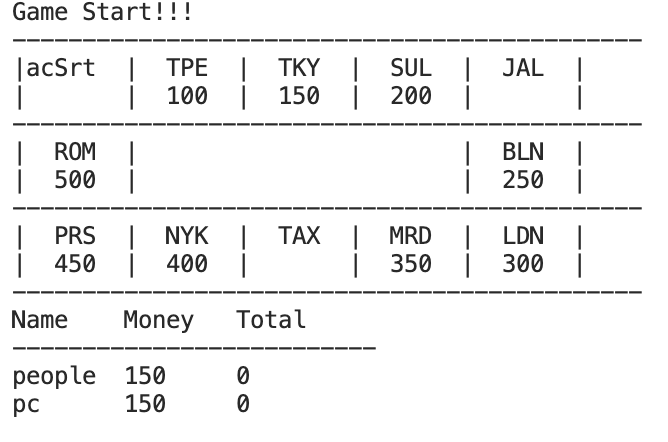 Game Start!!!
---------------------------------------------
|acSrt  |  TPE  |  TKY  |  SUL  |  JAL  |
|       |  100  |  150  |  200  |       |
---------------------------------------------
|  ROM  |                       |  BLN  |
|  500  |                       |  250  |
---------------------------------------------
|  PRS  |  NYK  |  TAX  |  MRD  |  LDN  |
|  450  |  400  |       |  350  |  300  |
---------------------------------------------
Name    Money   Total
--------------------------
people  150     0
pc      150     0